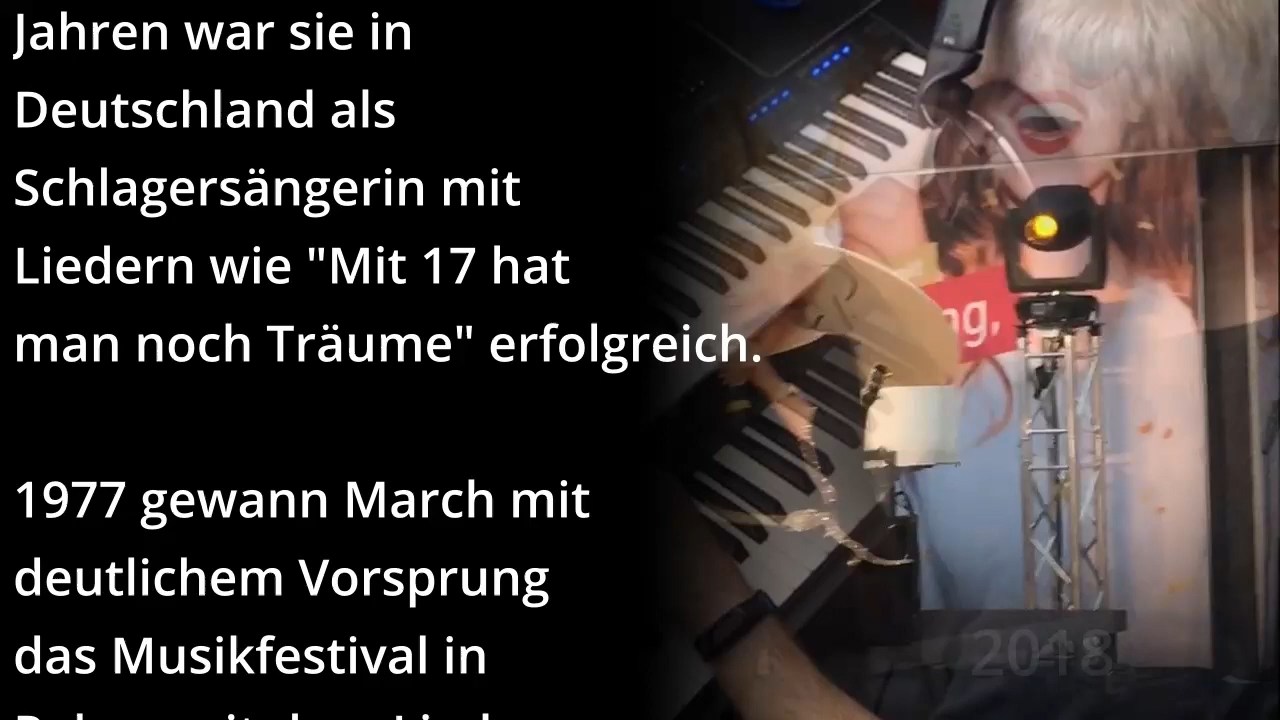 Jahren war sie in
Deutschland als
Schlagersängerin mit
Liedern wie "Mit 17 hat
man noch Träume" erfolgreich.
1977 gewann March mit
deutlichem Vorsprung
das Musikfestival in
2018